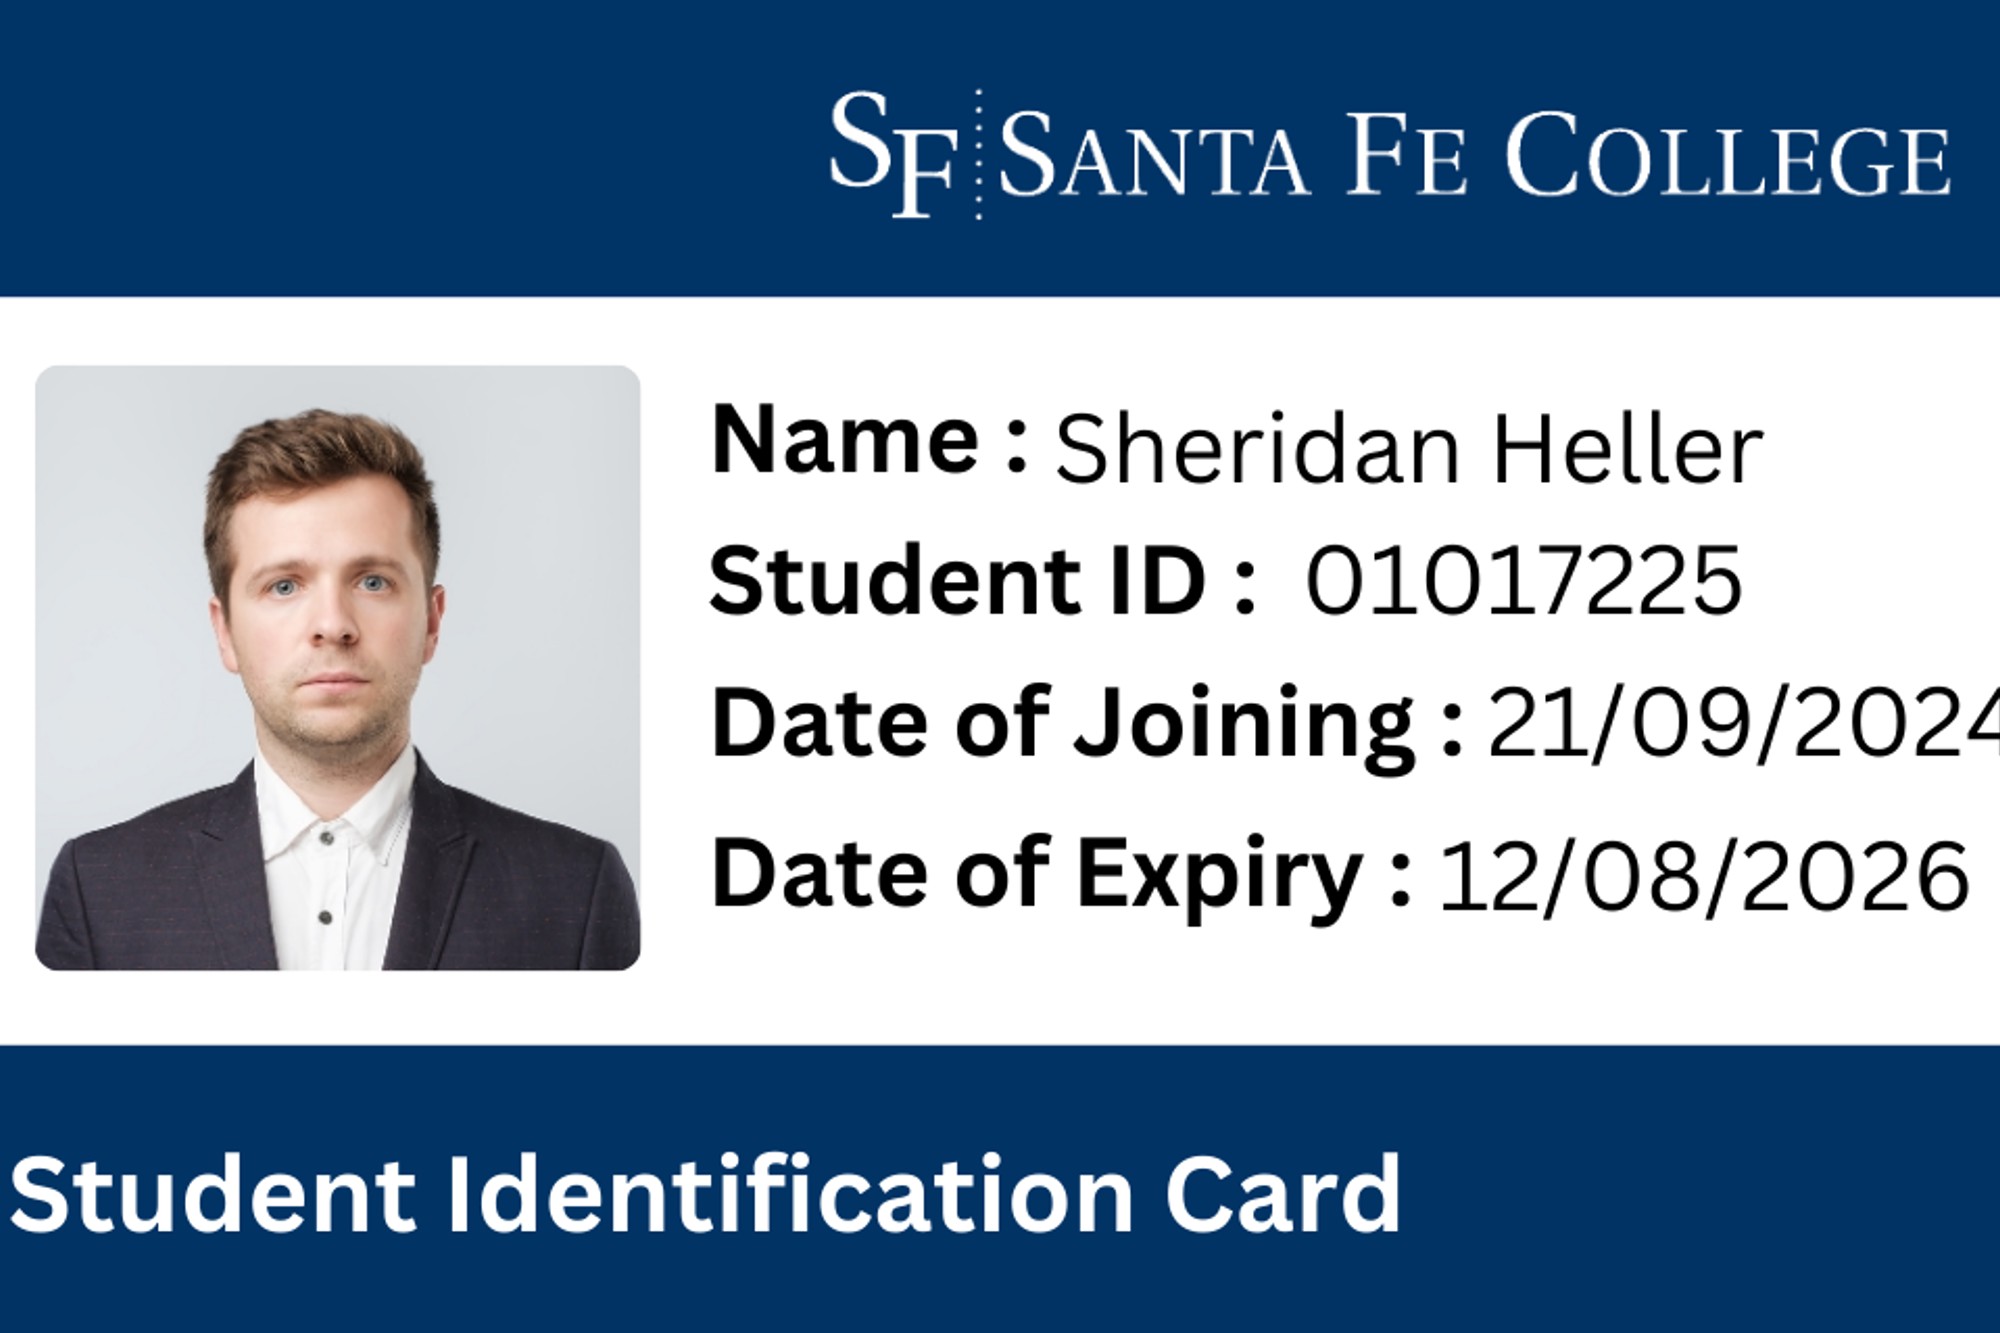 SF SANTA FE COLLEGE
Name : Sheridan Heller
Student ID : 01017225
Date of Joining : 21/09/2024
Date of Expiry : 12/08/2026
Student Identification Card